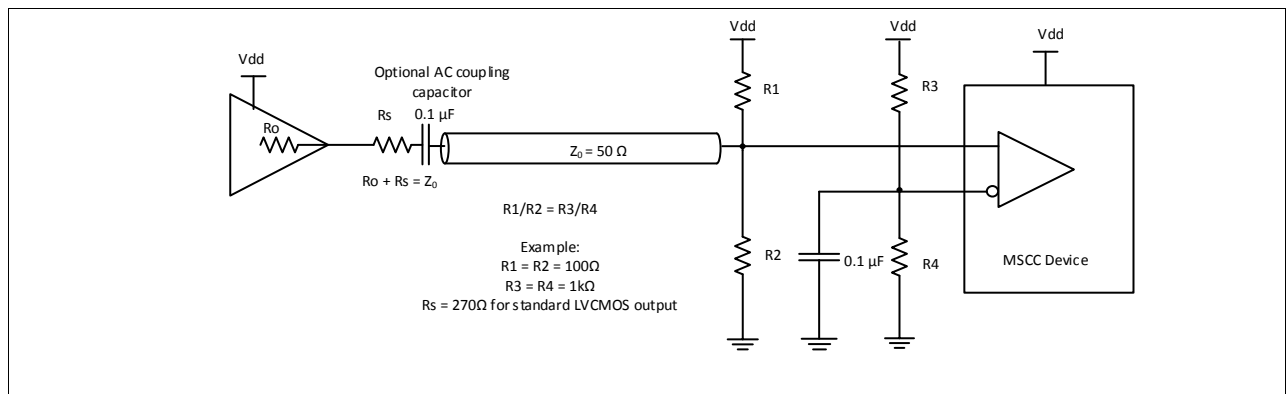 Vdd
Ro
Optional AC coupling
capacitor
0.1 µF
Rs
Ro + Rs = Z₀
Z₀ = 50 Ω
R1/R2 = R3/R4
Example:
R1 = R2 = 100Ω
R3 = R4 = 1kΩ
Rs = 270Ω for standard LVCMOS output
Vdd
R1
R2
Vdd
R3
0.1 µF
R4
Vdd
MSCC Device